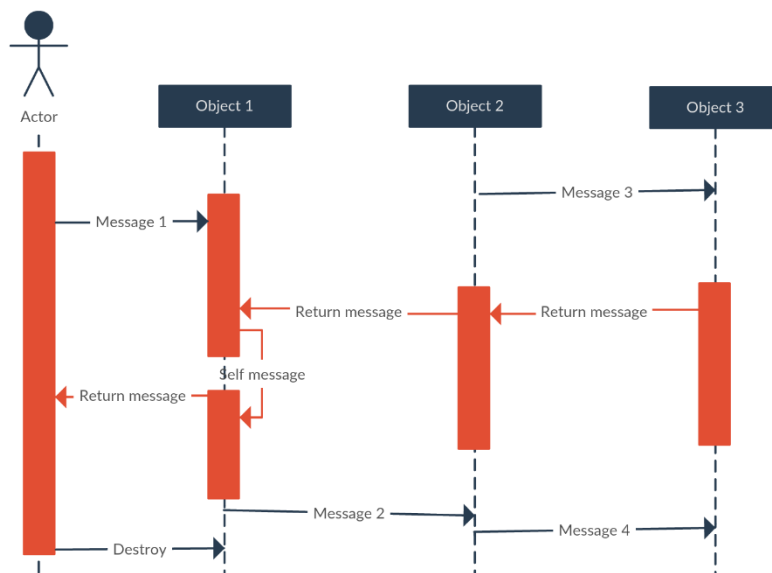 Actor
Object 1
Object 2
Object 3
Message 3
Message 1
Return message
Return message
Self message
Return message
Message 2
Message 4
Destroy